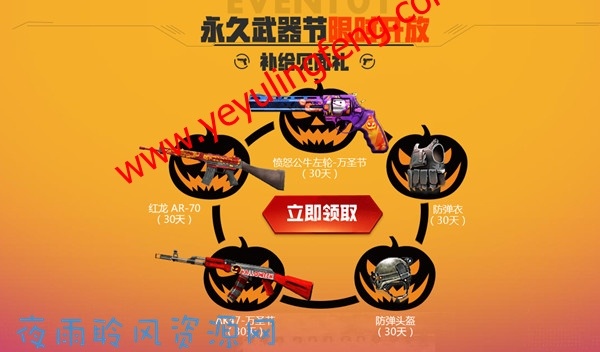 EVENT01
永久武器节限时开放
补给见面礼
www.yeyulingfeng.com
愤怒公牛左轮-万圣节
(30天)
红龙 AR-70
(30天)
防弹衣
(30天)
立即领取
AK47-万圣节
(30天)
防弹头盔
(30天)
夜雨聆风资源网